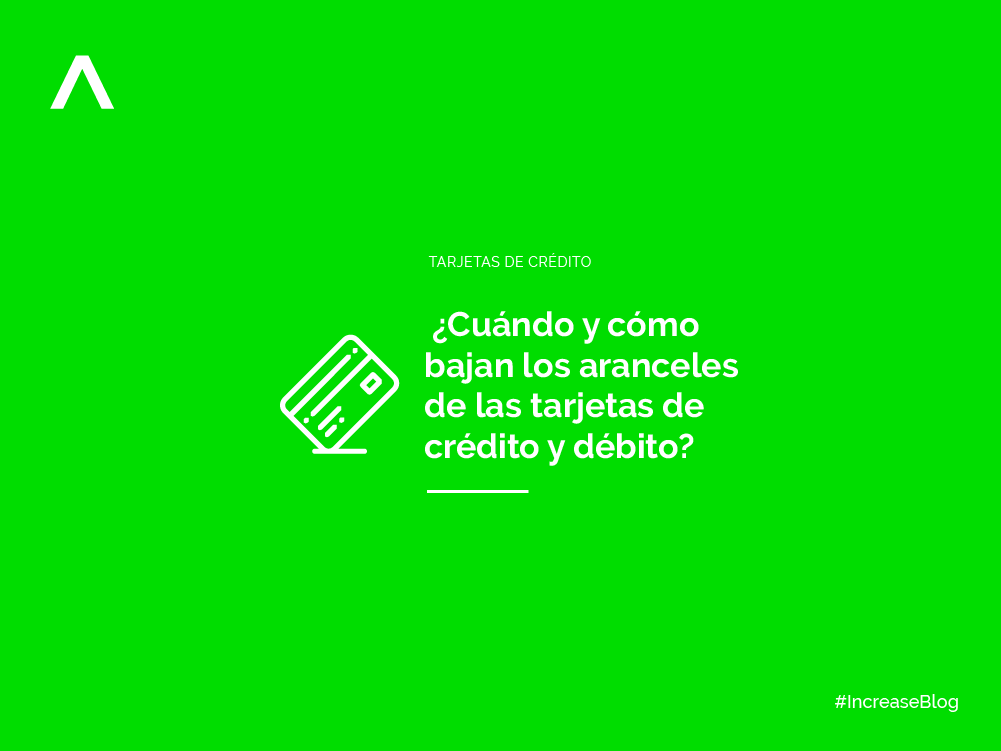 TARJETAS DE CRÉDITO
¿Cuándo y cómo
bajan los aranceles
de las tarjetas de
crédito y débito?
#IncreaseBlog